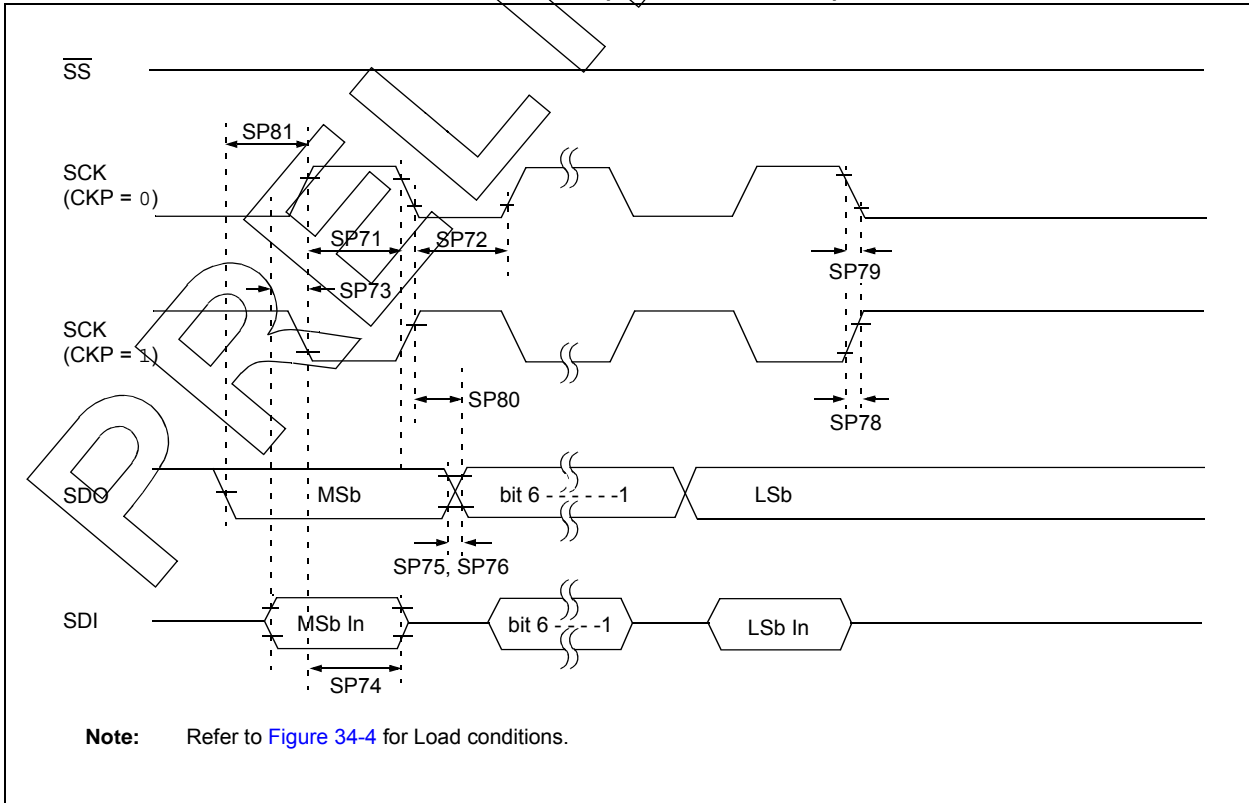 SS
SP81
SCK
(CKP = 0)
SP71
SP72
SP79
SP73
SCK
(CKP = 1)
SP80
SP78
SDO
MSb
bit 6 - - - - - -1
LSb
SP75, SP76
SDI
MSb In
bit 6 - - - -1
LSb In
SP74
Note: Refer to Figure 34-4 for Load conditions.